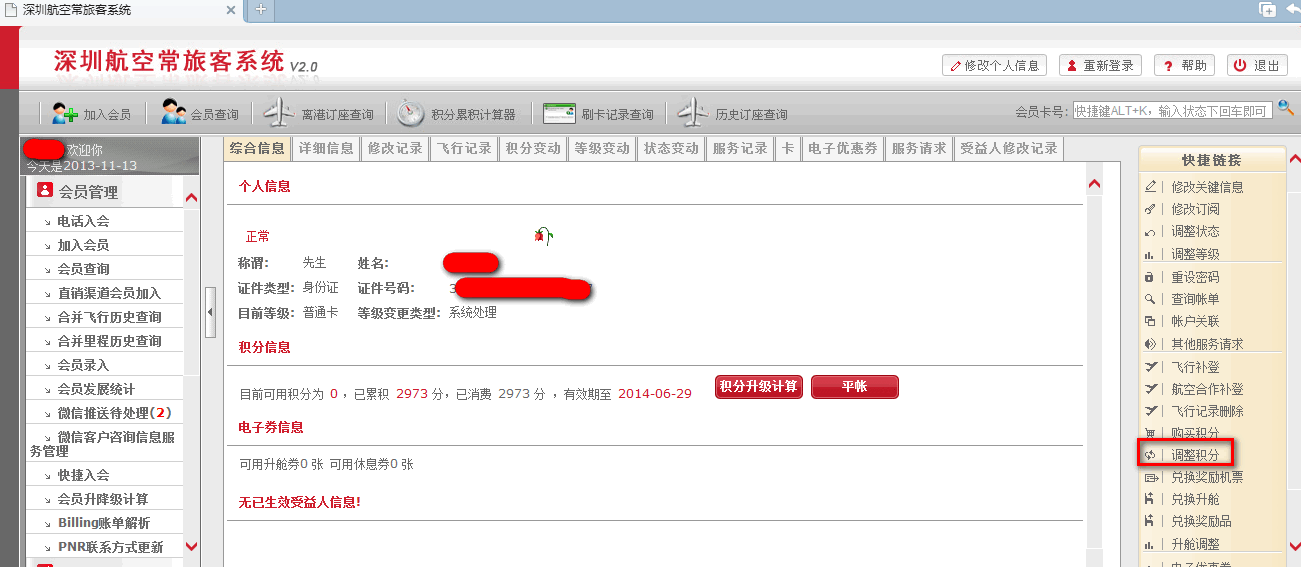 深圳航空常旅客系统
深圳航空常旅客系统 V2.0
修改个人信息 重新登录 帮助 退出
加入会员 会员查询 离港订座查询 积分累积计算器 刷卡记录查询 历史订座查询 会员卡号: 快捷键ALT+K，输入状态下回车即可
欢迎你
今天是2013-11-13
会员管理
电话入会
加入会员
会员查询
直销渠道会员加入
合并飞行历史查询
合并里程历史查询
会员录入
会员发展统计
微信推送待处理(2)
微信客户咨询信息服
务管理
快捷入会
会员升降级计算
Billing账单解析
PNR联系方式更新
综合信息 详细信息 修改记录 飞行记录 积分变动 等级变动 状态变动 服务记录 卡 电子优惠券 服务请求 受益人修改记录
个人信息
正常
称谓: 先生 姓名:
证件类型: 身份证 证件号码: 3
目前等级: 普通卡 等级变更类型: 系统处理
积分信息
目前可用积分为 0 ，已累积 2973 分，已消费 2973 分 ，有效期至 2014-06-29 积分升级计算 平帐
电子券信息
可用升舱券0 张 可用休息券0 张
无已生效受益人信息!
快捷链接
修改关键信息
修改订阅
调整状态
调整等级
重设密码
查询帐单
帐户关联
其他服务请求
飞行补登
航空合作补登
飞行记录删除
购买积分
调整积分
兑换奖励机票
兑换升舱
兑换奖励品
升舱调整
电子优惠券